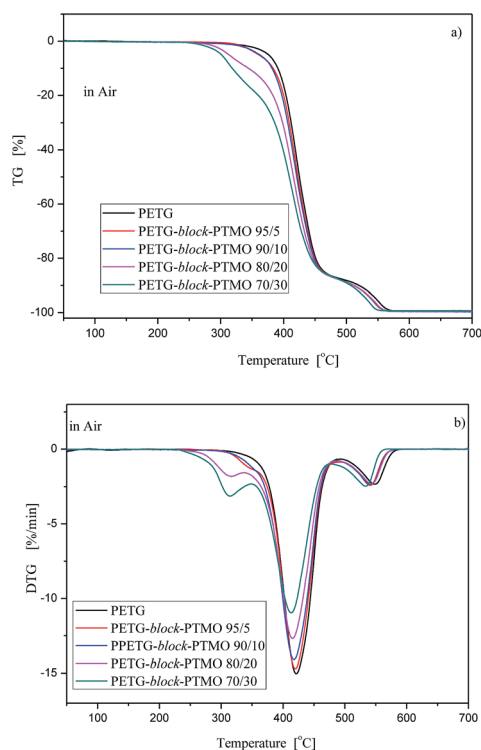 a)
0
in Air
-20
-40
TG [%]
-60
PETG
PETG-block-PTMO 95/5
PETG-block-PTMO 90/10
-80
PETG-block-PTMO 80/20
PETG-block-PTMO 70/30
-100
100 200 300 400 500 600 700
Temperature [°C]
in Air
b)
0
-5
DTG [%/min]
-10
PETG
PETG-block-PTMO 95/5
PPETG-block-PTMO 90/10
PETG-block-PTMO 80/20
-15
PETG-block-PTMO 70/30
100 200 300 400 500 600 700
Temperature [°C]